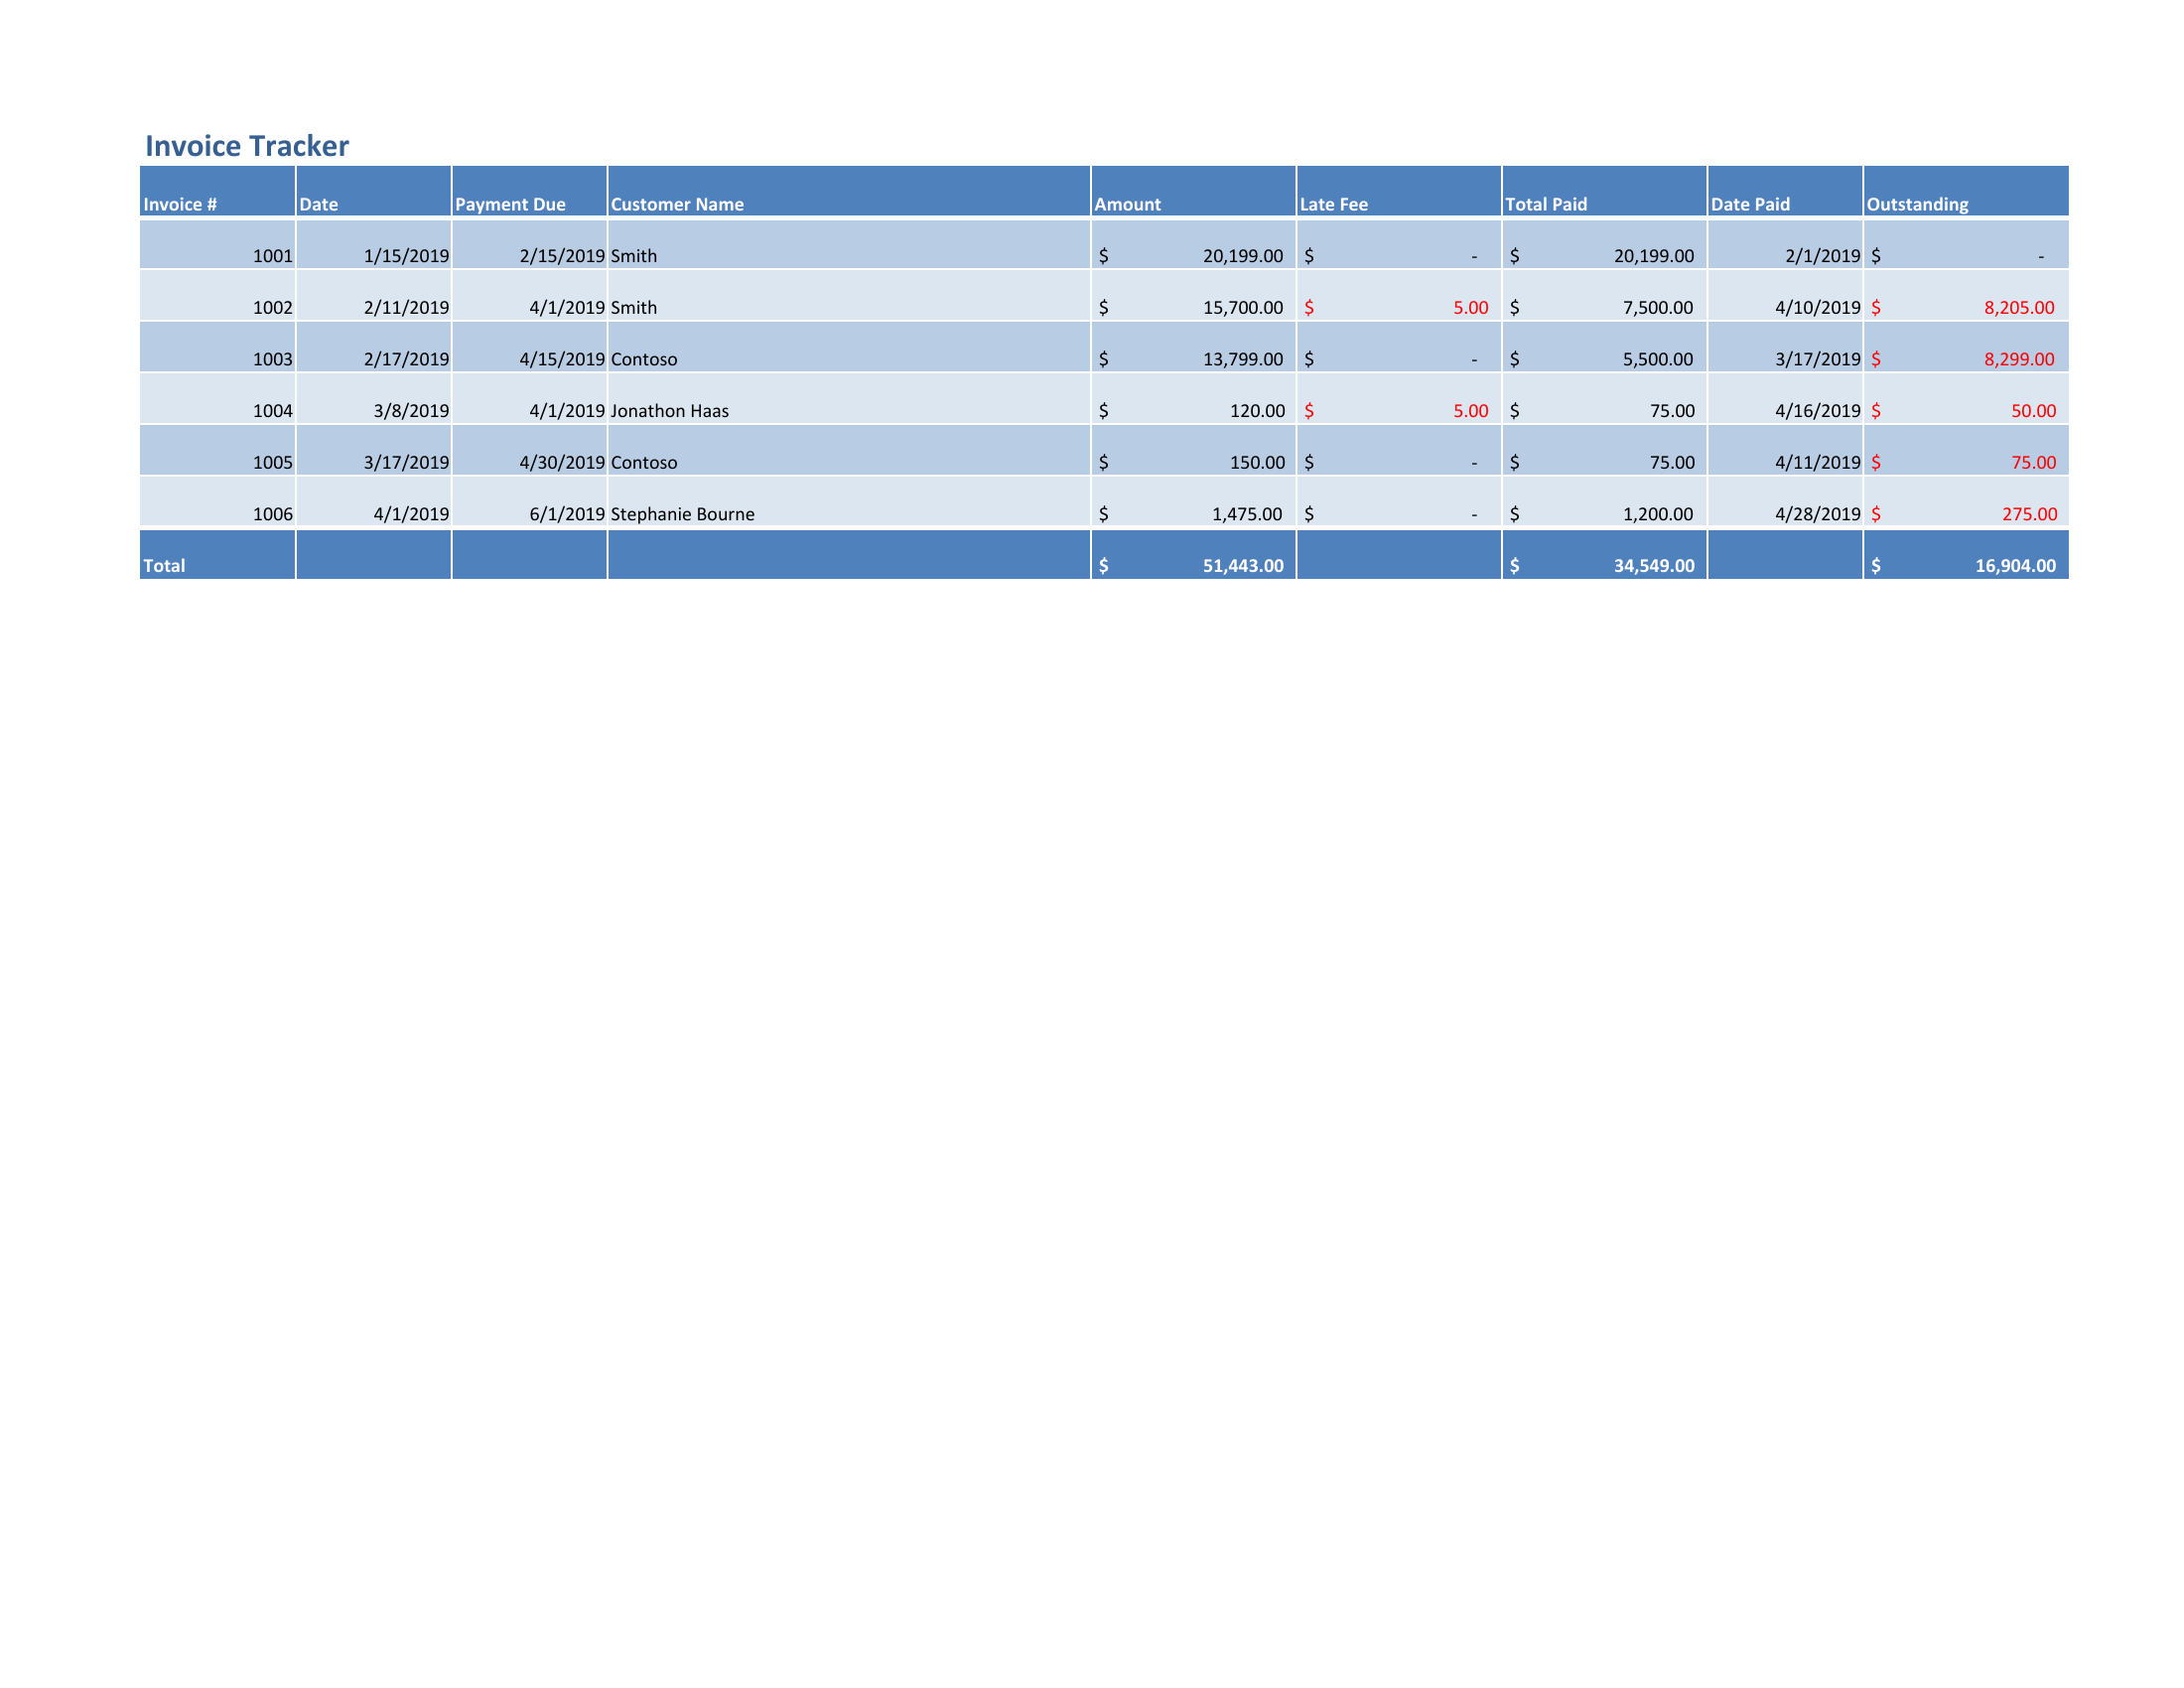 Invoice Tracker
Invoice # Date Payment Due Customer Name Amount Late Fee Total Paid Date Paid Outstanding
1001 1/15/2019 2/15/2019 Smith $ 20,199.00 $ - $ 20,199.00 2/1/2019 $ -
1002 2/11/2019 4/1/2019 Smith $ 15,700.00 $ 5.00 $ 7,500.00 4/10/2019 $ 8,205.00
1003 2/17/2019 4/15/2019 Contoso $ 13,799.00 $ - $ 5,500.00 3/17/2019 $ 8,299.00
1004 3/8/2019 4/1/2019 Jonathon Haas $ 120.00 $ 5.00 $ 75.00 4/16/2019 $ 50.00
1005 3/17/2019 4/30/2019 Contoso $ 150.00 $ - $ 75.00 4/11/2019 $ 75.00
1006 4/1/2019 6/1/2019 Stephanie Bourne $ 1,475.00 $ - $ 1,200.00 4/28/2019 $ 275.00
Total $ 51,443.00 $ 34,549.00 $ 16,904.00